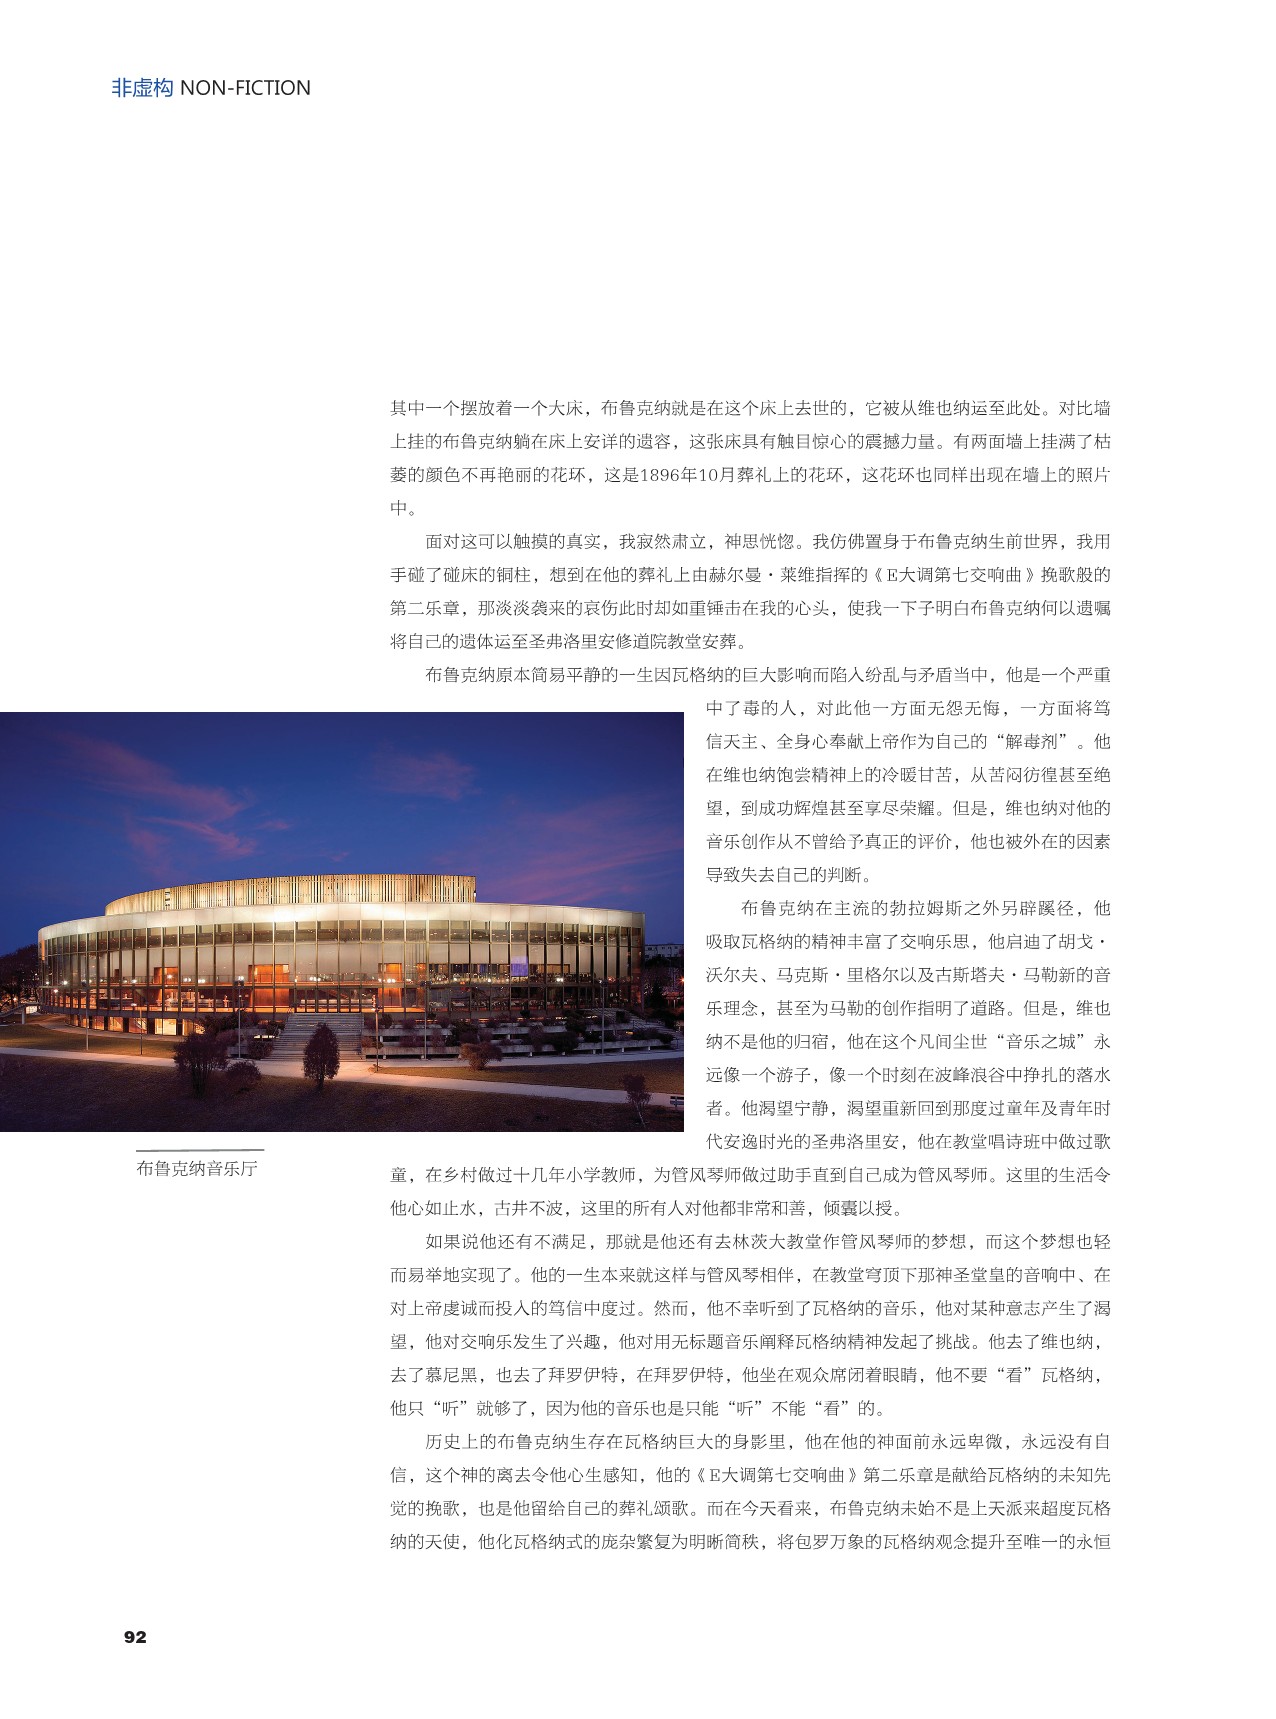 非虚构 NON-FICTION
其中一个摆放着一个大床，布鲁克纳就是在这个床上去世的，它被从维也纳运至此处。对比墙
上挂的布鲁克纳躺在床上安详的遗容，这张床具有触目惊心的震撼力量。有两面墙上挂满了枯
萎的颜色不再艳丽的花环，这是1896年10月葬礼上的花环，这花环也同样出现在墙上的照片
中。
面对这可以触摸的真实，我寂然肃立，神思恍惚。我仿佛置身于布鲁克纳生前世界，我用
手碰了碰床的铜柱，想到在他的葬礼上由赫尔曼·莱维指挥的《E大调第七交响曲》挽歌般的
第二乐章，那淡淡袭来的哀伤此时却如重锤击在我的心头，使我一下子明白布鲁克纳何以遗嘱
将自己的遗体运至圣弗洛里安修道院教堂安葬。
布鲁克纳原本简易平静的一生因瓦格纳的巨大影响而陷入纷乱与矛盾当中，他是一个严重
中了毒的人，对此他一方面无怨无悔，一方面将笃
信天主、全身心奉献上帝作为自己的“解毒剂”。他
在维也纳饱尝精神上的冷暖甘苦，从苦闷彷徨甚至绝
望，到成功辉煌甚至享尽荣耀。但是，维也纳对他的
音乐创作从不曾给予真正的评价，他也被外在的因素
导致失去自己的判断。
布鲁克纳在主流的勃拉姆斯之外另辟蹊径，他
吸取瓦格纳的精神丰富了交响乐思，他启迪了胡戈·
沃尔夫、马克斯·里格尔以及古斯塔夫·马勒新的音
乐理念，甚至为马勒的创作指明了道路。但是，维也
纳不是他的归宿，他在这个凡间尘世“音乐之城”永
远像一个游子，像一个时刻在波峰浪谷中挣扎的落水
者。他渴望宁静，渴望重新回到那度过童年及青年时
代安逸时光的圣弗洛里安，他在教堂唱诗班中做过歌
童，在乡村做过十几年小学教师，为管风琴师做过助手直到自己成为管风琴师。这里的生活令
他心如止水，古井不波，这里的所有人对他都非常和善，倾囊以授。
如果说他还有不满足，那就是他还有去林茨大教堂作管风琴师的梦想，而这个梦想也轻
而易举地实现了。他的一生本来就这样与管风琴相伴，在教堂穹顶下那神圣堂皇的音响中、在
对上帝虔诚而投入的笃信中度过。然而，他不幸听到了瓦格纳的音乐，他对某种意志产生了渴
望，他对交响乐发生了兴趣，他对用无标题音乐阐释瓦格纳精神发起了挑战。他去了维也纳，
去了慕尼黑，也去了拜罗伊特，在拜罗伊特，他坐在观众席闭着眼睛，他不要“看”瓦格纳，
他只“听”就够了，因为他的音乐也是只能“听”不能“看”的。
历史上的布鲁克纳生存在瓦格纳巨大的身影里，他在他的神面前永远卑微，永远没有自
信，这个神的离去令他心生感知，他的《E大调第七交响曲》第二乐章是献给瓦格纳的未知先
觉的挽歌，也是他留给自己的葬礼颂歌。而在今天看来，布鲁克纳未始不是上天派来超度瓦格
纳的天使，他化瓦格纳式的庞杂繁复为明晰简秩，将包罗万象的瓦格纳观念提升至唯一的永恒
布鲁克纳音乐厅
92